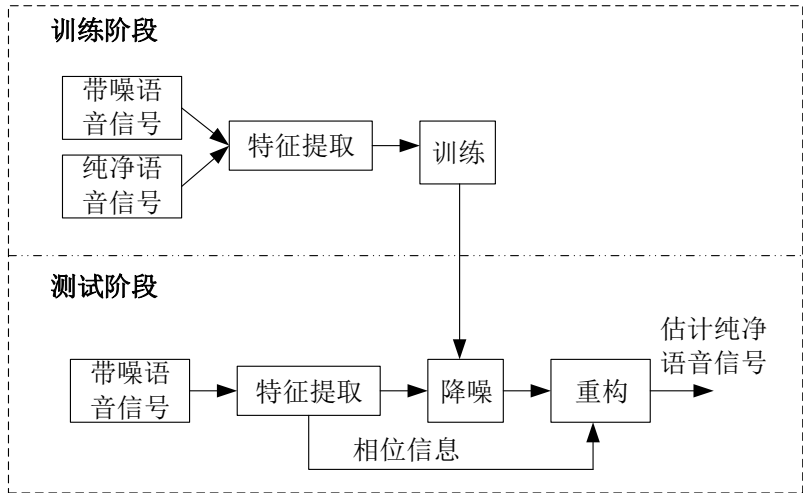 训练阶段
带噪语
音信号
纯净语
音信号
特征提取
训练
测试阶段
带噪语
音信号
特征提取
降噪
重构
估计纯净
语音信号
相位信息